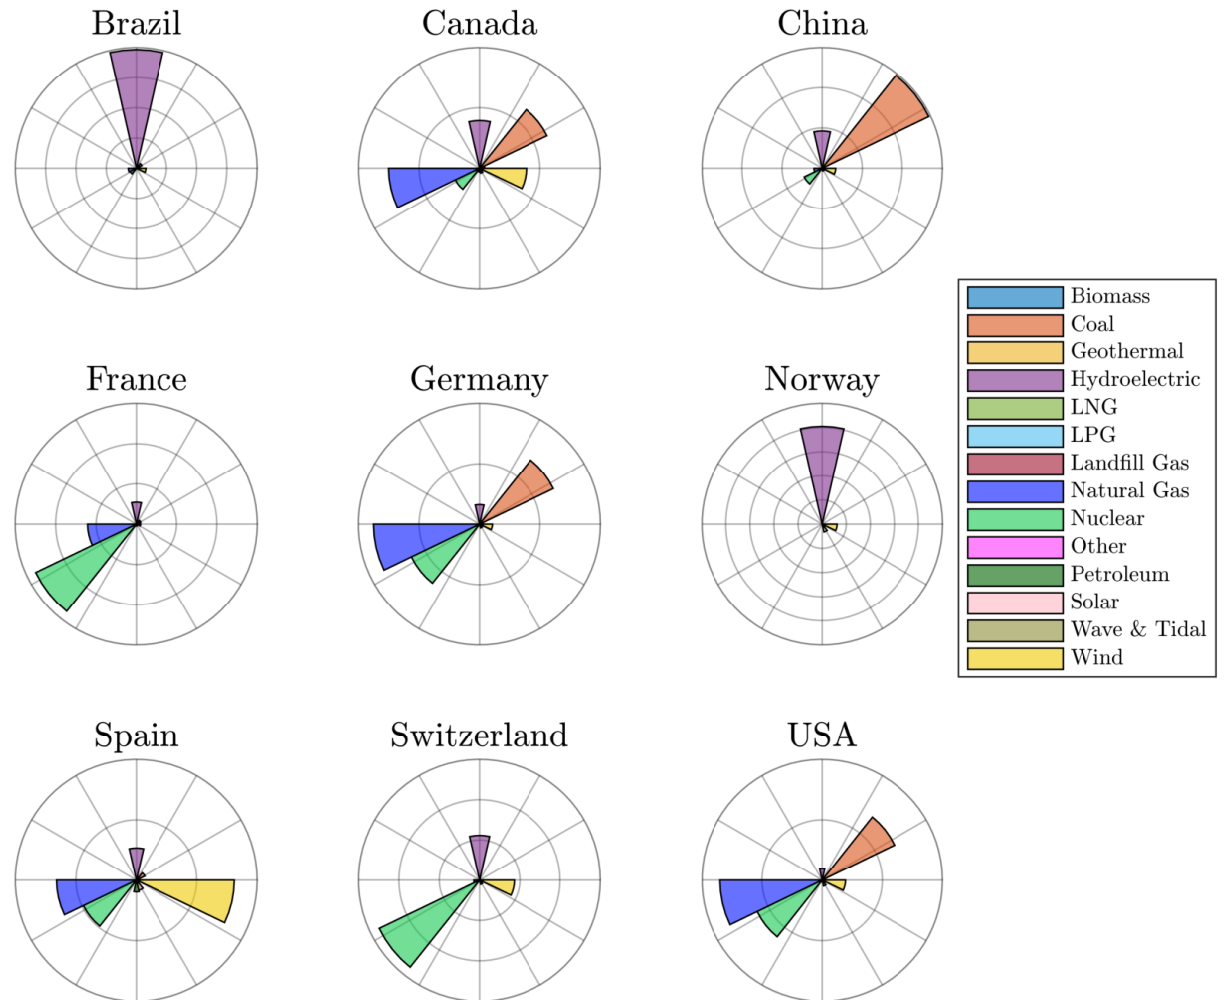 Brazil
Canada
China
France
Germany
Norway
Spain
Switzerland
USA
Biomass
Coal
Geothermal
Hydroelectric
LNG
LPG
Landfill Gas
Natural Gas
Nuclear
Other
Petroleum
Solar
Wave & Tidal
Wind